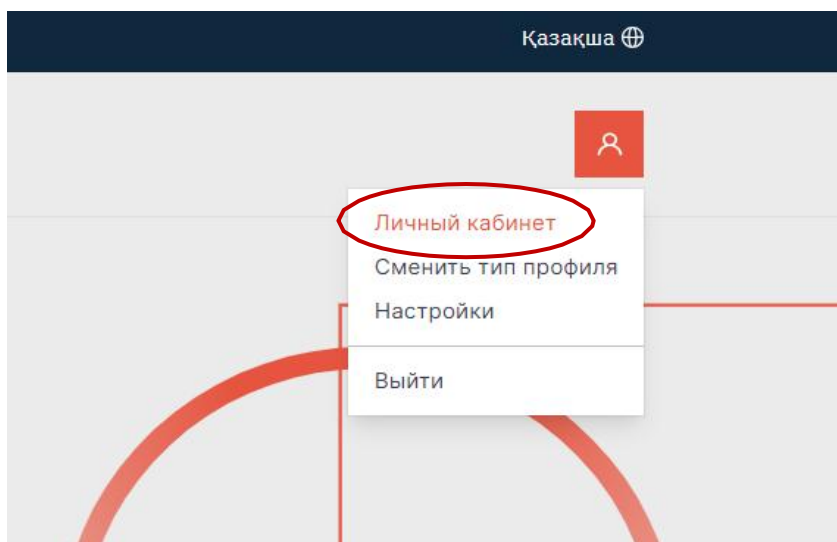 Қазақша
Личный кабинет
Сменить тип профиля
Настройки
Выйти